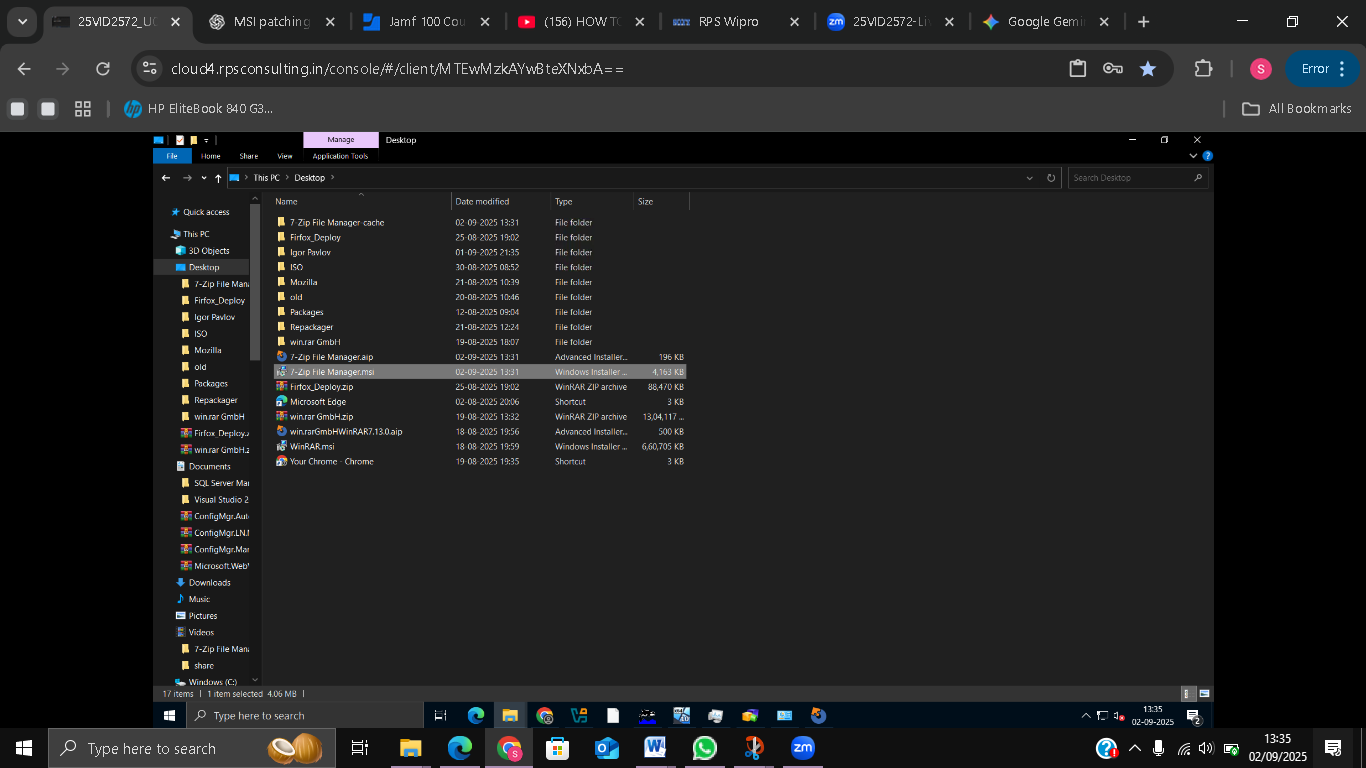 25VID2572_UC
MSI patching
Jamf 100 Cou
(156) HOW TO
RPS Wipro
zm 25VID2572-Liv
Google Gemi
cloud4.rpsconsulting.in/console/#/client/MTEwMzkAYwBteXNxbA==
S
Error
HP EliteBook 840 G3...
All Bookmarks
Manage
Desktop
File
Home
Share
View
Application Tools
This PC
Desktop
Search Desktop
Name
Date modified
Type
Size
7-Zip File Manager-cache 02-09-2025 13:31 File folder
Firfox_Deploy 25-08-2025 19:02 File folder
Igor Pavlov 01-09-2025 21:35 File folder
ISO 30-08-2025 08:52 File folder
Mozilla 21-08-2025 10:39 File folder
old 20-08-2025 10:46 File folder
Packages 12-08-2025 09:04 File folder
Repackager 21-08-2025 12:24 File folder
win.rar GmbH 19-08-2025 18:07 File folder
7-Zip File Manager.aip 02-09-2025 13:31 Advanced Installer... 196 KB
7-Zip File Manager.msi 02-09-2025 13:31 Windows Installer ... 4,163 KB
Firfox_Deploy.zip 25-08-2025 19:02 WinRAR ZIP archive 88,470 KB
Microsoft Edge 02-08-2025 20:06 Shortcut 3 KB
win.rar GmbH.zip 19-08-2025 13:32 WinRAR ZIP archive 13,04,117 ...
win.rarGmbHWinRAR7.13.0.aip 18-08-2025 19:56 Advanced Installer... 500 KB
WinRAR.msi 18-08-2025 19:59 Windows Installer ... 6,60,705 KB
Your Chrome - Chrome 19-08-2025 19:35 Shortcut 3 KB
Quick access
This PC
3D Objects
Desktop
7-Zip File Mana
Firfox_Deploy
Igor Pavlov
ISO
Mozilla
old
Packages
Repackager
win.rar GmbH
Firfox_Deploy.z
win.rar GmbH.z
Documents
SQL Server Mar
Visual Studio 2
ConfigMgr.Aut
ConfigMgr.LN.M
ConfigMgr.Mar
Microsoft.WebV
Downloads
Music
Pictures
Videos
7-Zip File Mana
share
Windows (C:)
17 items
1 item selected 4.06 MB
Type here to search
13:35
02-09-2025
2
Type here to search
S
zm
13:35
02/09/2025